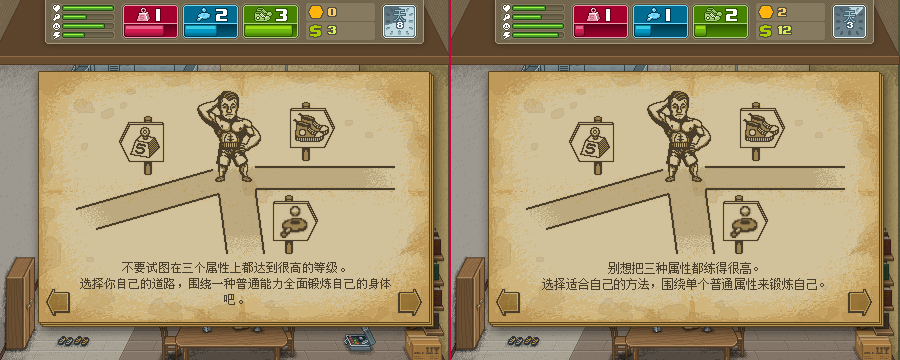 1 2 3 0
$ 3
天
8
不要试图在三个属性上都达到很高的等级。
选择你自己的道路，围绕一种普通能力全面锻炼自己的身体
吧。
1 1 2 2
$ 12
天
3
别想把三种属性都练得很高。
选择适合自己的方法，围绕单个普通属性来锻炼自己。